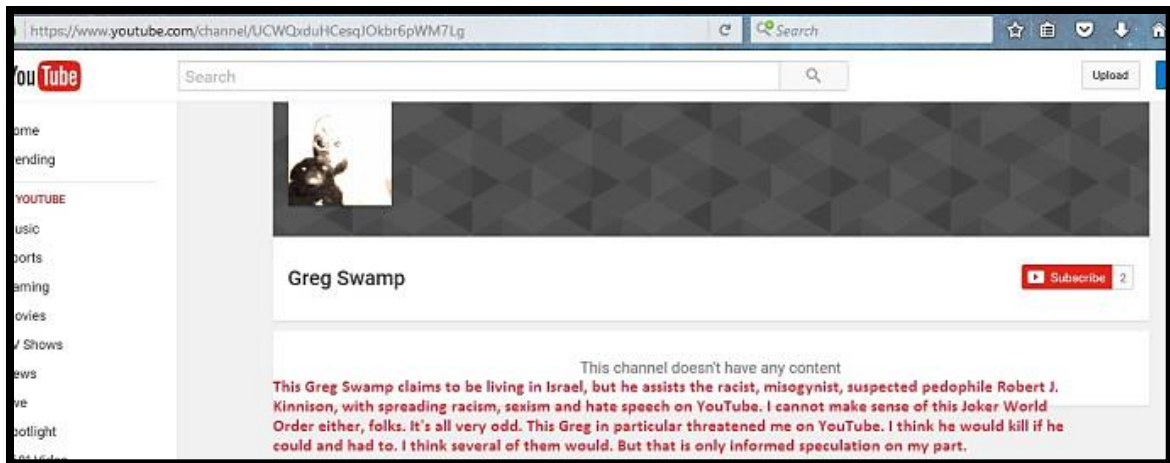 https://www.youtube.com/channel/UCWQxduHCesqJOkbr6pWM7Lg
Search
You Tube
Search
Upload
ome
ending
YOUTUBE
usic
ports
aming
ovies
V Shows
ews
ve
potlight
Greg Swamp
Subscribe 2
This channel doesn't have any content
This Greg Swamp claims to be living in Israel, but he assists the racist, misogynist, suspected pedophile Robert J.
Kinnison, with spreading racism, sexism and hate speech on YouTube. I cannot make sense of this Joker World
Order either, folks. It's all very odd. This Greg in particular threatened me on YouTube. I think he would kill if he
could and had to. I think several of them would. But that is only informed speculation on my part.